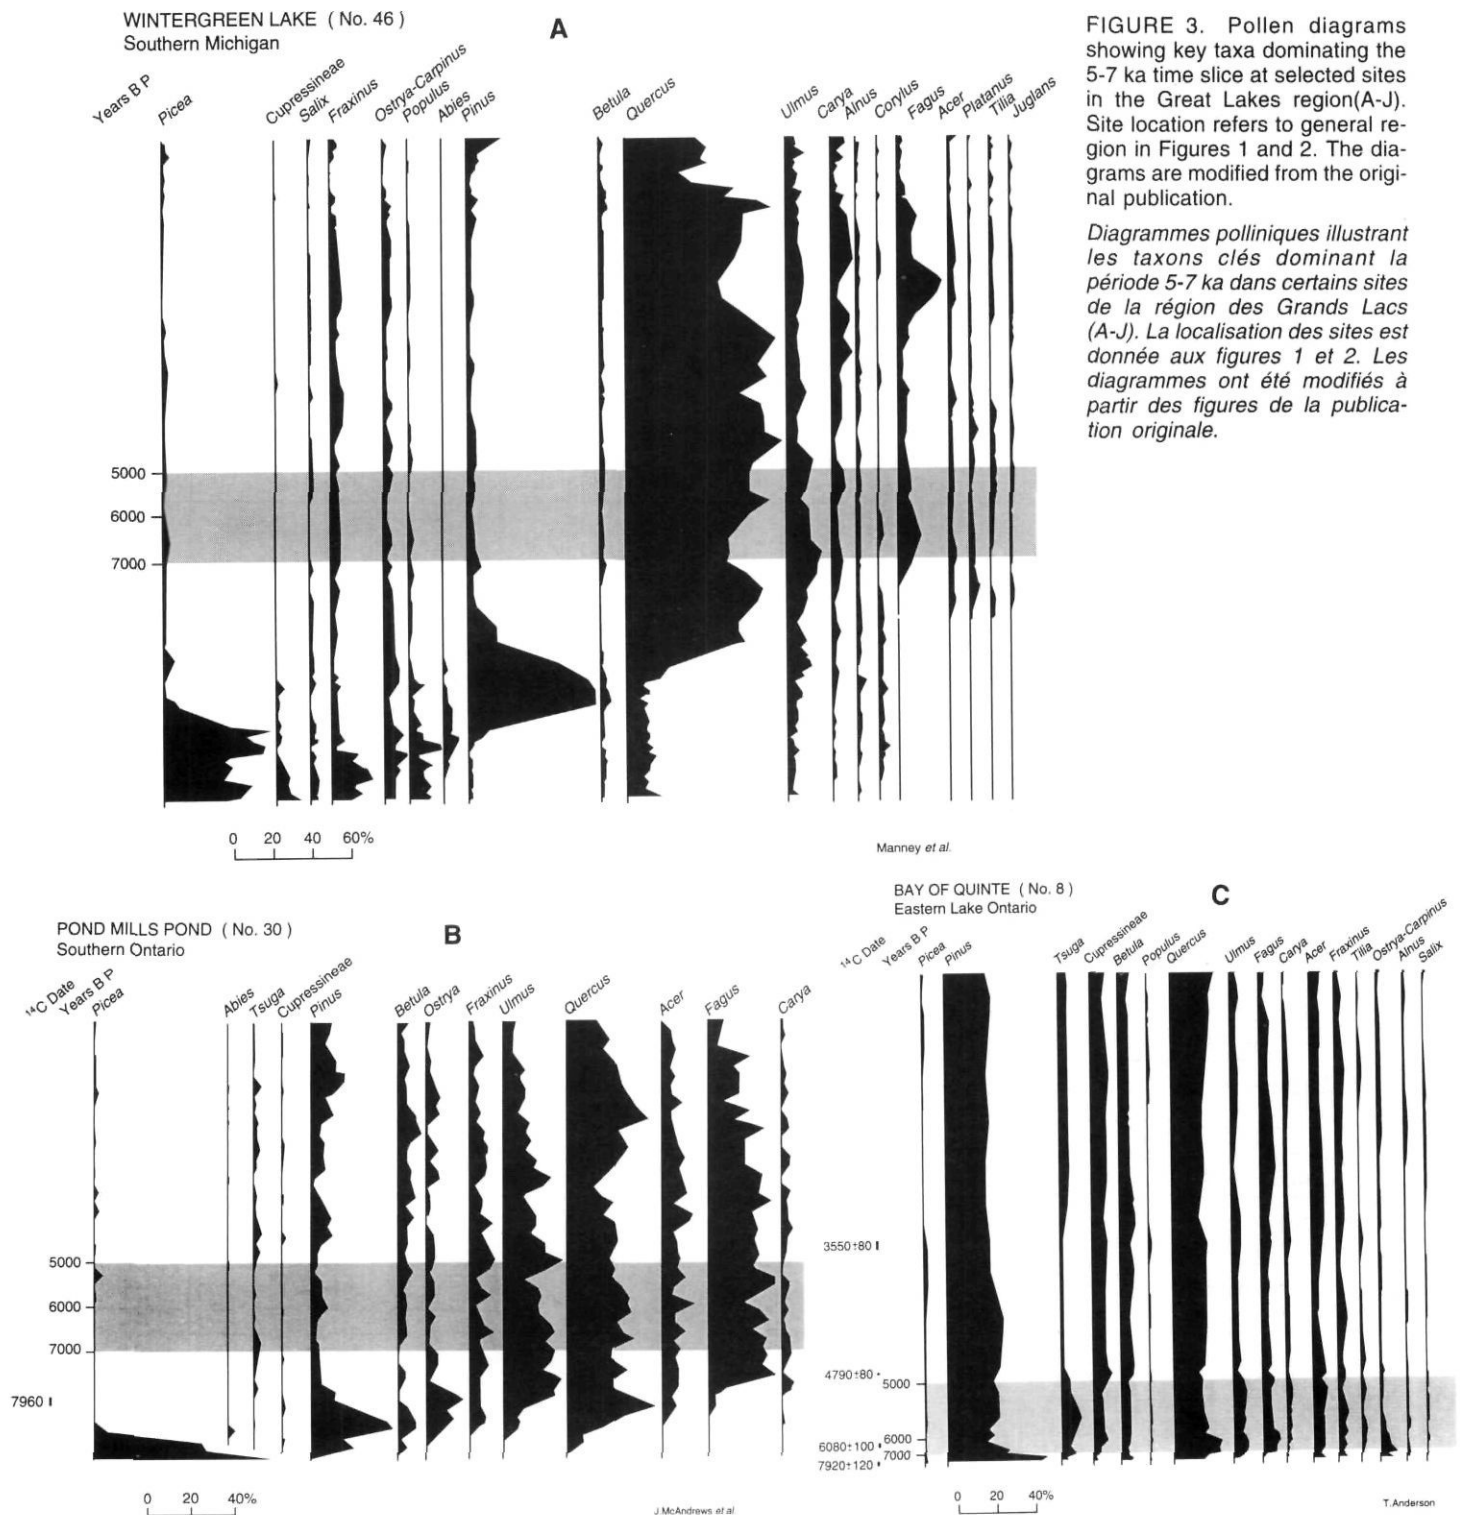 WINTERGREEN LAKE ( No. 46 )
Southern Michigan
A
Years B P
Picea
Cupressineae
Salix
Fraxinus
Ostrya-Carpinus
Populus
Abies
Pinus
Betula
Quercus
Ulmus
Carya
Alnus
Corylus
Fagus
Acer
Platanus
Tilia
Juglans
5000
6000
7000
0 20 40 60%
Manney et al.
FIGURE 3. Pollen diagrams
showing key taxa dominating the
5-7 ka time slice at selected sites
in the Great Lakes region(A-J).
Site location refers to general re-
gion in Figures 1 and 2. The dia-
grams are modified from the origi-
nal publication.
Diagrammes polliniques illustrant
les taxons clés dominant la
période 5-7 ka dans certains sites
de la région des Grands Lacs
(A-J). La localisation des sites est
donnée aux figures 1 et 2. Les
diagrammes ont été modifiés à
partir des figures de la publica-
tion originale.
POND MILLS POND ( No. 30 )
Southern Ontario
B
14C Date
Years B P
Picea
Abies
Tsuga
Cupressineae
Pinus
Betula
Ostrya
Fraxinus
Ulmus
Quercus
Acer
Fagus
Carya
5000
6000
7000
7960
0 20 40%
J.McAndrews et al.
BAY OF QUINTE ( No. 8 )
Eastern Lake Ontario
C
14C Date
Years B P
Picea
Pinus
Tsuga
Cupressineae
Betula
Populus
Quercus
Ulmus
Fagus
Carya
Acer
Fraxinus
Tilia
Ostrya-Carpinus
Alnus
Salix
3550±80
4790±80
5000
6000
6080±100
7000
7920±120
0 20 40%
T.Anderson